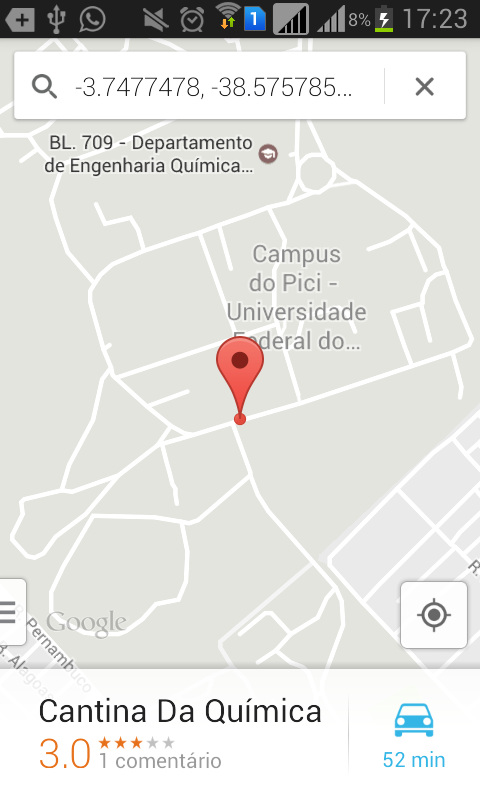 1
8%
17:23
-3.7477478, -38.575785...
BL. 709 - Departamento
de Engenharia Química...
Campus
do Pici -
Universidade
Federal do...
R.
Google
Pernambuco
R. Alagoas
Cantina Da Química
3.0
1 comentário
52 min